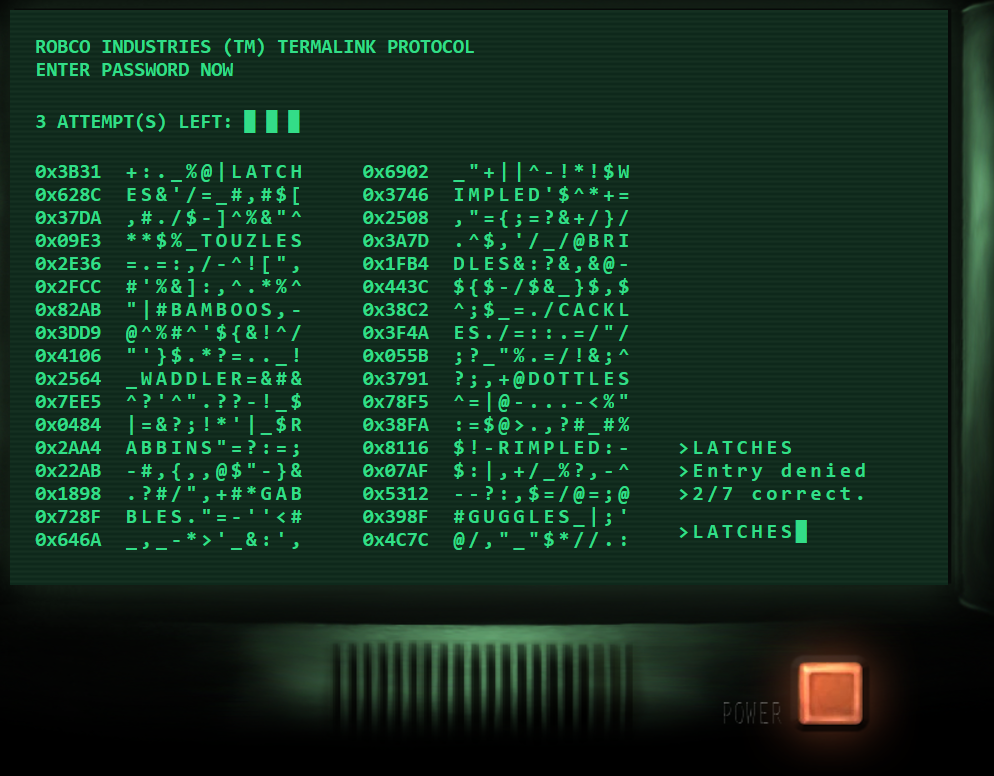 ROBCO INDUSTRIES (TM) TERMALINK PROTOCOL
ENTER PASSWORD NOW
3 ATTEMPT(S) LEFT: █ █ █
0x3B31 +:._%@|LATCH
0x628C ES&'/=_#,#$[
0x37DA ,#./$-]^%&"^
0x09E3 **$%_TOUZLES
0x2E36 =.=:,/-^![",
0x2FCC #'%&]:,^.*%^
0x82AB "|#BAMBOOS,-
0x3DD9 @^%#^'${&!^/
0x4106 "'}$.*?=.._!
0x2564 _WADDLER=&#&
0x7EE5 ^?'^".??-!_$
0x0484 |=&?;!*'|_$R
0x2AA4 ABBINS"=?:=;
0x22AB -#,{,,@$"-}&
0x1898 .?#/",+#*GAB
0x728F BLES."=-''<#
0x646A _,_-*>'_&:',
0x6902 _"+||^-!*!$W
0x3746 IMPLED'$^*+=
0x2508 ,"={;=?&+/}/
0x3A7D .^$,'/_/@BRI
0x1FB4 DLES&:?&,&@-
0x443C ${$-/$&_}$,$
0x38C2 ^;$_=./CACKL
0x3F4A ES./=::.=/"/
0x055B ;?_"%.=/!&;^
0x3791 ?;,+@DOTTLES
0x78F5 ^=|@-...-<%"
0x38FA :=$@>.,?#_#%
0x8116 $!-RIMPLED:-
0x07AF $:|,+/_%?,-^
0x5312 --?:,$=/@=;@
0x398F #GUGGLES_|;'
0x4C7C @/,"_"$*//.:
>LATCHES
>Entry denied
>2/7 correct.
>LATCHES█
POWER